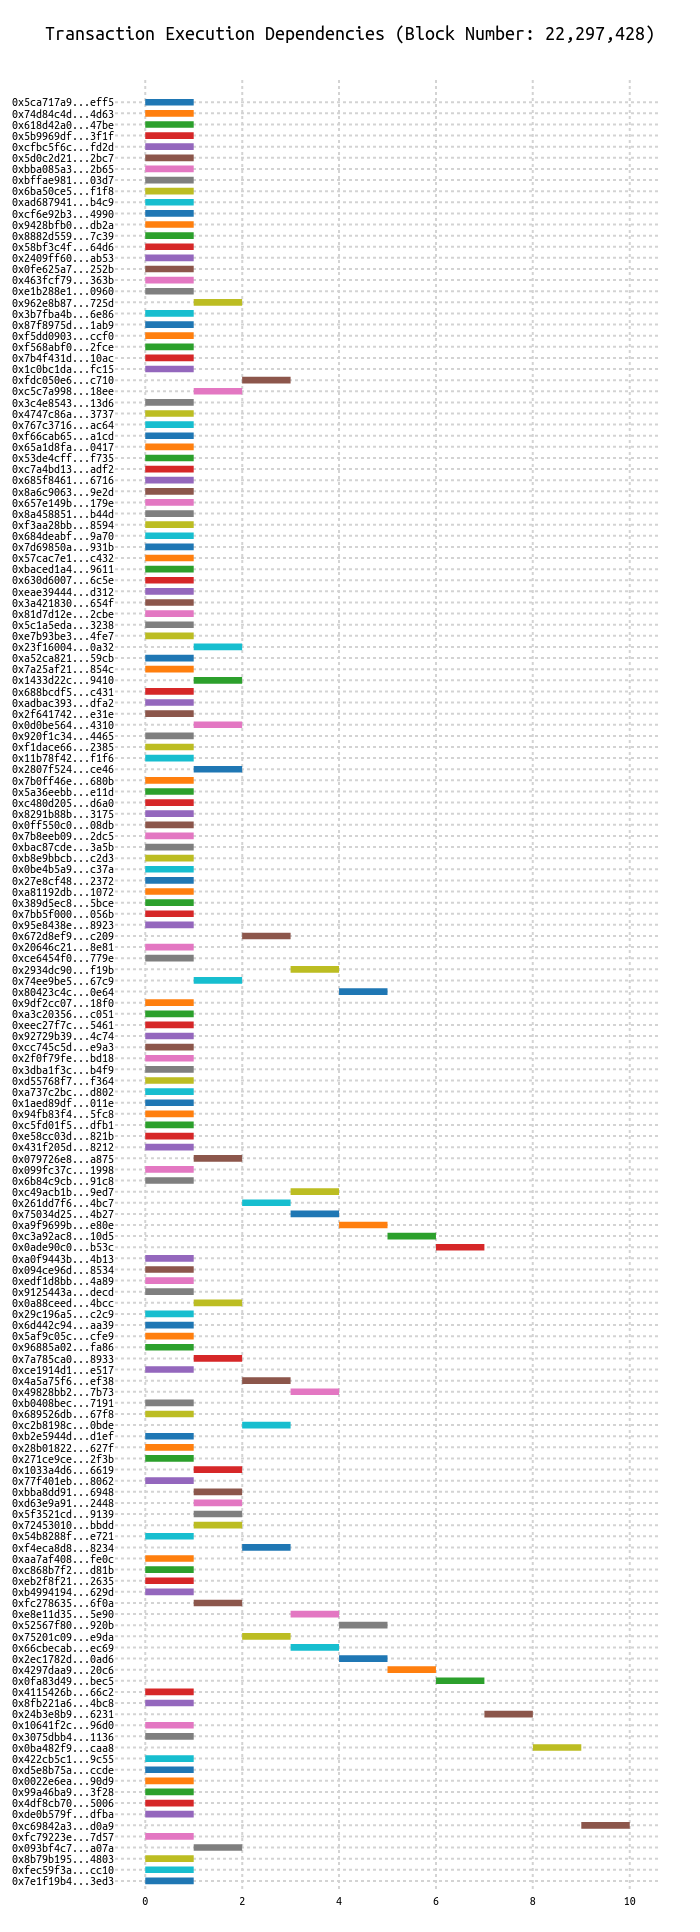 Transaction Execution Dependencies (Block Number: 22,297,428)
0x5ca717a9...eff5
0x74d84c4d...4d63
0x618d42a0...47be
0x5b9969df...3f1f
0xcfbc5f6c...fd2d
0x5d0c2d21...2bc7
0xbba085a3...2b65
0xbffae981...03d7
0x6ba50ce5...f1f8
0xad687941...b4c9
0xcf6e92b3...4990
0x9428bfb0...db2a
0x8882d559...7c39
0x58bf3c4f...64d6
0x2409ff60...ab53
0x0fe625a7...252b
0x463fcf79...363b
0xe1b288e1...0960
0x962e8b87...725d
0x3b7fba4b...6e86
0x87f8975d...1ab9
0xf5dd0903...ccf0
0xf568abf0...2fce
0x7b4f431d...10ac
0x1c0bc1da...fc15
0xfdc050e6...c710
0xc5c7a998...18ee
0x3c4e8543...13d6
0x4747c86a...3737
0x767c3716...ac64
0xf66cab65...a1cd
0x65a1d8fa...0417
0x53de4cff...f735
0xc7a4bd13...adf2
0x685f8461...6716
0x8a6c9063...9e2d
0x657e149b...179e
0x8a458851...b44d
0xf3aa28bb...8594
0x684deabf...9a70
0x7d69850a...931b
0x57cac7e1...c432
0xbaced1a4...9611
0x630d6007...6c5e
0xeae39444...d312
0x3a421830...654f
0x81d7d12e...2cbe
0x5c1a5eda...3238
0xe7b93be3...4fe7
0x23f16004...0a32
0xa52ca821...59cb
0x7a25af21...854c
0x1433d22c...9410
0x688bcdf5...c431
0xadbac393...dfa2
0x2f641742...e31e
0x0d0be564...4310
0x920f1c34...4465
0xf1dace66...2385
0x11b78f42...f1f6
0x2807f524...ce46
0x7b0ff46e...680b
0x5a36eebb...e11d
0xc480d205...d6a0
0x8291b88b...3175
0x0ff550c0...08db
0x7b8eeb09...2dc5
0xbac87cde...3a5b
0xb8e9bbcb...c2d3
0x0be4b5a9...c37a
0x27e8cf48...2372
0xa81192db...1072
0x389d5ec8...5bce
0x7bb5f000...056b
0x95e8438e...8923
0x672d8ef9...c209
0x20646c21...8e81
0xce6454f0...779e
0x2934dc90...f19b
0x74ee9be5...67c9
0x80423c4c...0e64
0x9df2cc07...18f0
0xa3c20356...c051
0xeec27f7c...5461
0x92729b39...4c74
0xcc745c5d...e9a3
0x2f0f79fe...bd18
0x3dba1f3c...b4f9
0xd55768f7...f364
0xa737c2bc...d802
0x1aed89df...011e
0x94fb83f4...5fc8
0xc5fd01f5...dfb1
0xe58cc03d...821b
0x431f205d...8212
0x079726e8...a875
0x099fc37c...1998
0x6b84c9cb...91c8
0xc49acb1b...9ed7
0x261dd7f6...4bc7
0x75034d25...4b27
0xa9f9699b...e80e
0xc3a92ac8...10d5
0x0ade90c0...b53c
0xa0f9443b...4b13
0x094ce96d...8534
0xedf1d8bb...4a89
0x9125443a...decd
0x0a88ceed...4bcc
0x29c196a5...c2c9
0x6d442c94...aa39
0x5af9c05c...cfe9
0x96885a02...fa86
0x7a785ca0...8933
0xce1914d1...e517
0x4a5a75f6...ef38
0x49828bb2...7b73
0xb0408bec...7191
0x689526db...67f8
0xc2b8198c...0bde
0xb2e5944d...d1ef
0x28b01822...627f
0x271ce9ce...2f3b
0x1033a4d6...6619
0x77f401eb...8062
0xbba8dd91...6948
0xd63e9a91...2448
0x5f3521cd...9139
0x72453010...bbdd
0x54b8288f...e721
0xf4eca8d8...8234
0xaa7af408...fe0c
0xc868b7f2...d81b
0xeb2f8f21...2635
0xb4994194...629d
0xfc278635...6f0a
0xe8e11d35...5e90
0x52567f80...920b
0x75201c09...e9da
0x66cbecab...ec69
0x2ec1782d...0ad6
0x4297daa9...20c6
0x0fa83d49...bec5
0x4115426b...66c2
0x8fb221a6...4bc8
0x24b3e8b9...6231
0x10641f2c...96d0
0x3075dbb4...1136
0x0ba482f9...caa8
0x422cb5c1...9c55
0xd5e8b75a...ccde
0x0022e6ea...90d9
0x99a46ba9...3f28
0x4df8cb70...5006
0xde0b579f...dfba
0xc69842a3...d0a9
0xfc79223e...7d57
0x093bf4c7...a07a
0x8b79b195...4803
0xfec59f3a...cc10
0x7e1f19b4...3ed3
0 2 4 6 8 10